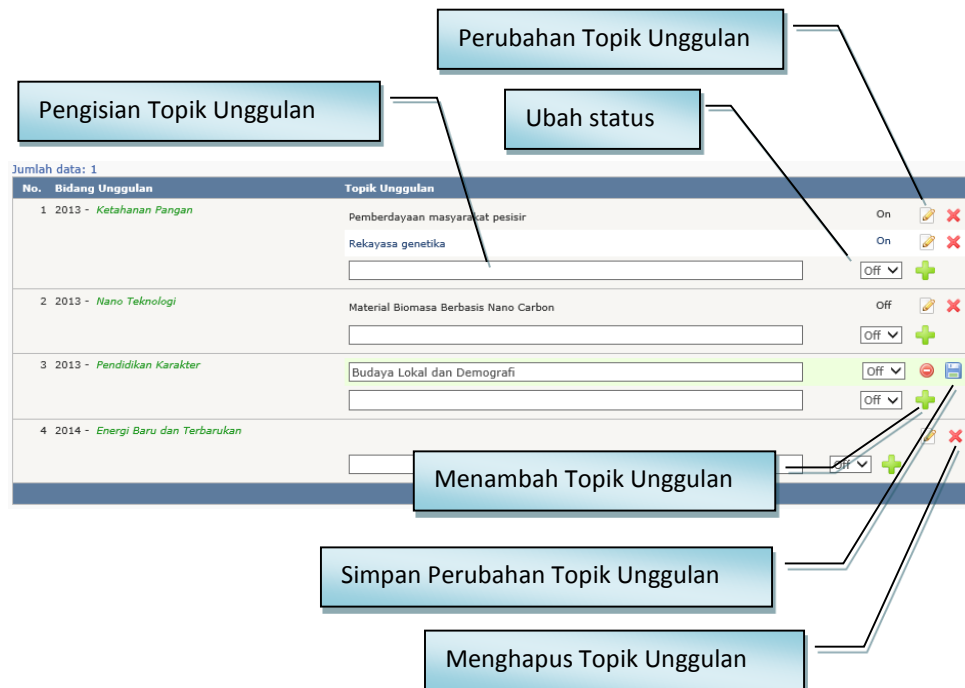 Perubahan Topik Unggulan
Pengisian Topik Unggulan
Ubah status
Jumlah data: 1
No. Bidang Unggulan Topik Unggulan
1 2013 - Ketahanan Pangan Pemberdayaan masyarakat pesisir On
Rekayasa genetika On
Off
2 2013 - Nano Teknologi Material Biomasa Berbasis Nano Carbon Off
Off
3 2013 - Pendidikan Karakter Budaya Lokal dan Demografi Off
Off
4 2014 - Energi Baru dan Terbarukan
Off
Menambah Topik Unggulan
Simpan Perubahan Topik Unggulan
Menghapus Topik Unggulan